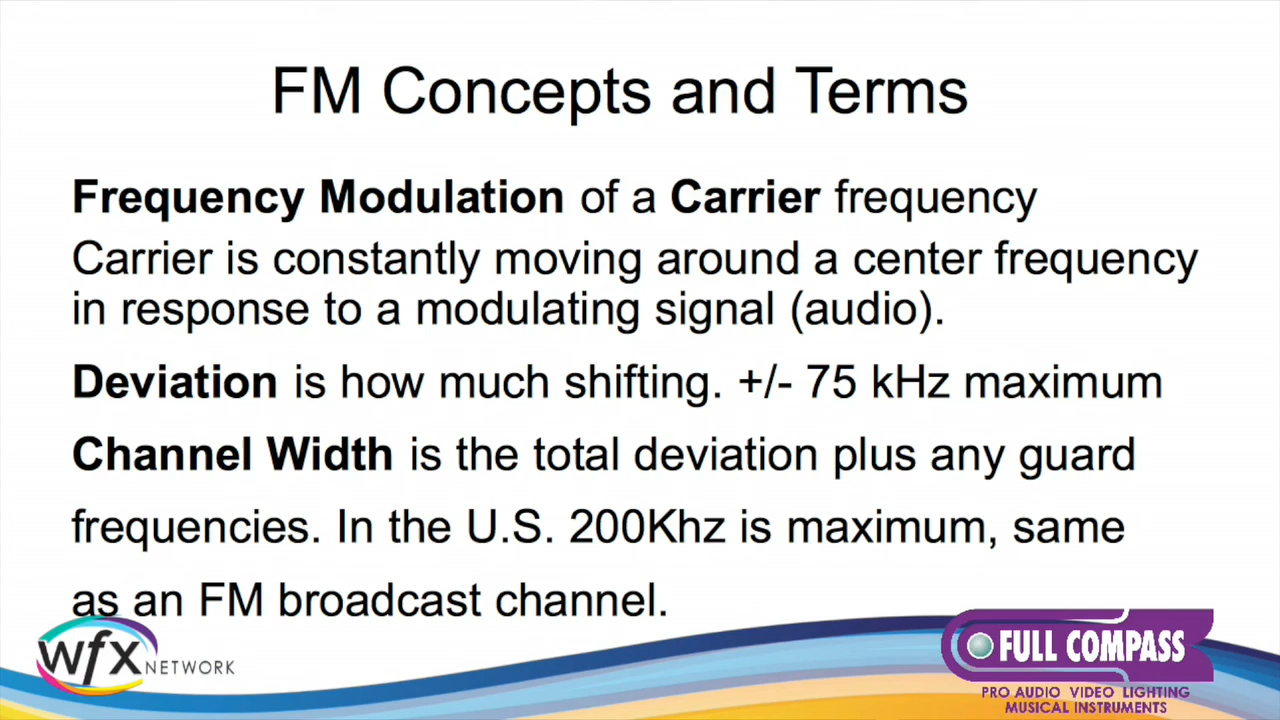 FM Concepts and Terms
Frequency Modulation of a Carrier frequency
Carrier is constantly moving around a center frequency
in response to a modulating signal (audio).
Deviation is how much shifting. +/- 75 kHz maximum
Channel Width is the total deviation plus any guard
frequencies. In the U.S. 200Khz is maximum, same
as an FM broadcast channel.
wfx NETWORK
FULL COMPASS
PRO AUDIO VIDEO LIGHTING
MUSICAL INSTRUMENTS